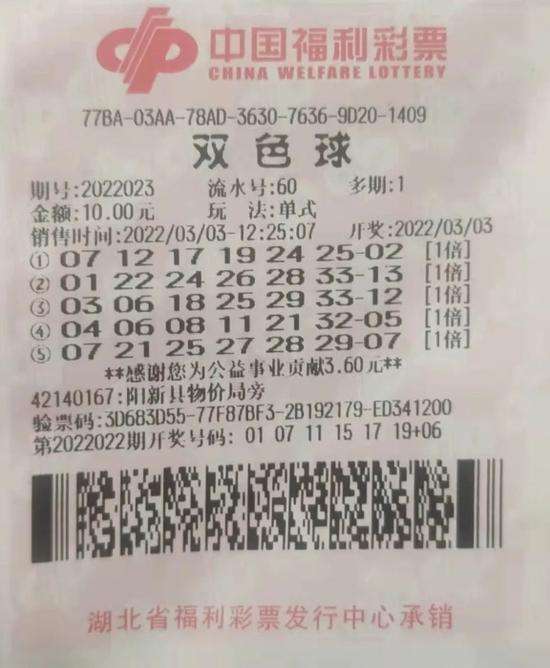 中国福利彩票
CHINA WELFARE LOTTERY
77BA-03AA-78AD-3630-7636-9D20-1409
双色球
期号:2022023 流水号:60 多期:1
金额:10.00元 玩 法:单式
销售时间:2022/03/03-12:25:07 开奖:2022/03/03
① 07 12 17 19 24 25-02 [1倍]
② 01 22 24 26 28 33-13 [1倍]
③ 03 06 18 25 29 33-12 [1倍]
④ 04 06 08 11 21 32-05 [1倍]
⑤ 07 21 25 27 28 29-07 [1倍]
**感谢您为公益事业贡献3.60元**
42140167:阳新县物价局旁
验票码:3D683D55-77F87BF3-2B192179-ED341200
第2022022期开奖号码: 01 07 11 15 17 19+06
湖北省福利彩票发行中心承销